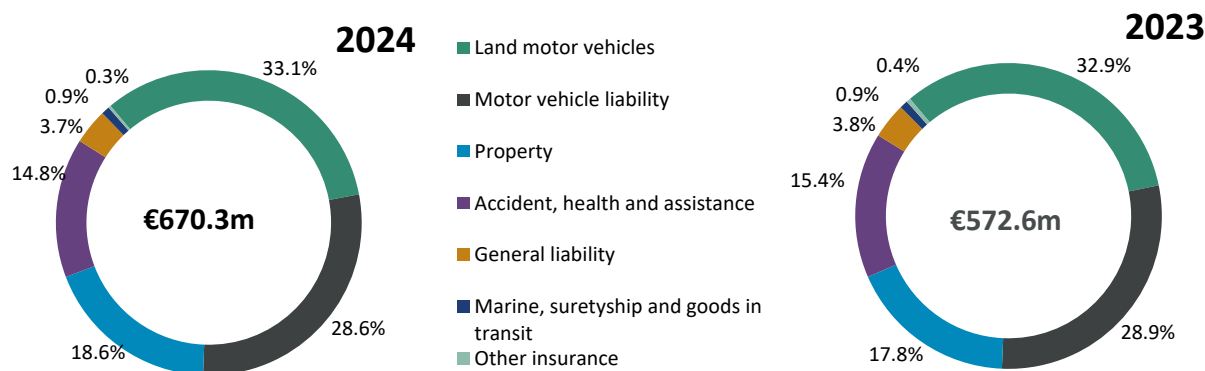 2024
33.1%
0.3%
0.9%
3.7%
14.8%
€670.3m
18.6%
28.6%
Land motor vehicles
Motor vehicle liability
Property
Accident, health and assistance
General liability
Marine, suretyship and goods in
transit
Other insurance
2023
32.9%
0.4%
0.9%
3.8%
15.4%
€572.6m
17.8%
28.9%